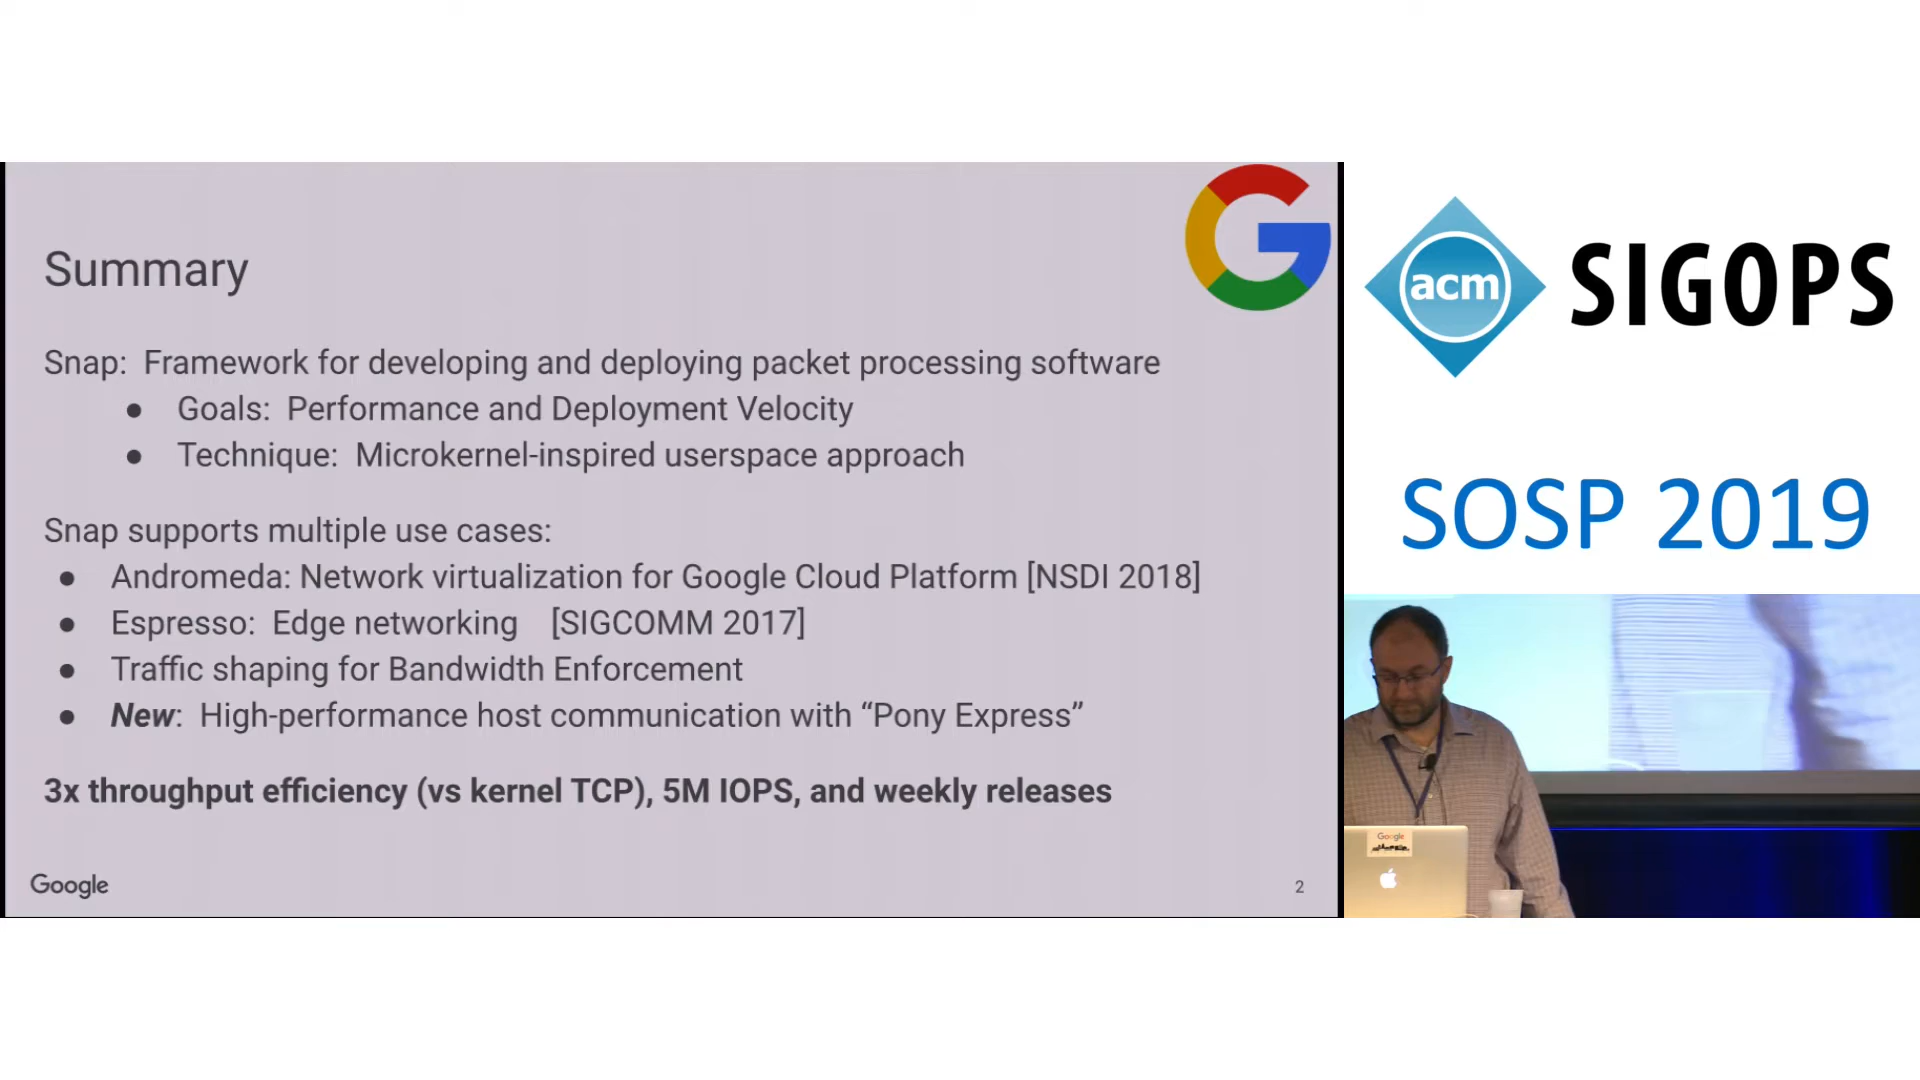 Summary
Snap: Framework for developing and deploying packet processing software
● Goals: Performance and Deployment Velocity
● Technique: Microkernel-inspired userspace approach
Snap supports multiple use cases:
● Andromeda: Network virtualization for Google Cloud Platform [NSDI 2018]
● Espresso: Edge networking [SIGCOMM 2017]
● Traffic shaping for Bandwidth Enforcement
● New: High-performance host communication with “Pony Express”
3x throughput efficiency (vs kernel TCP), 5M IOPS, and weekly releases
Google
2
acm SIGOPS
SOSP 2019
Google